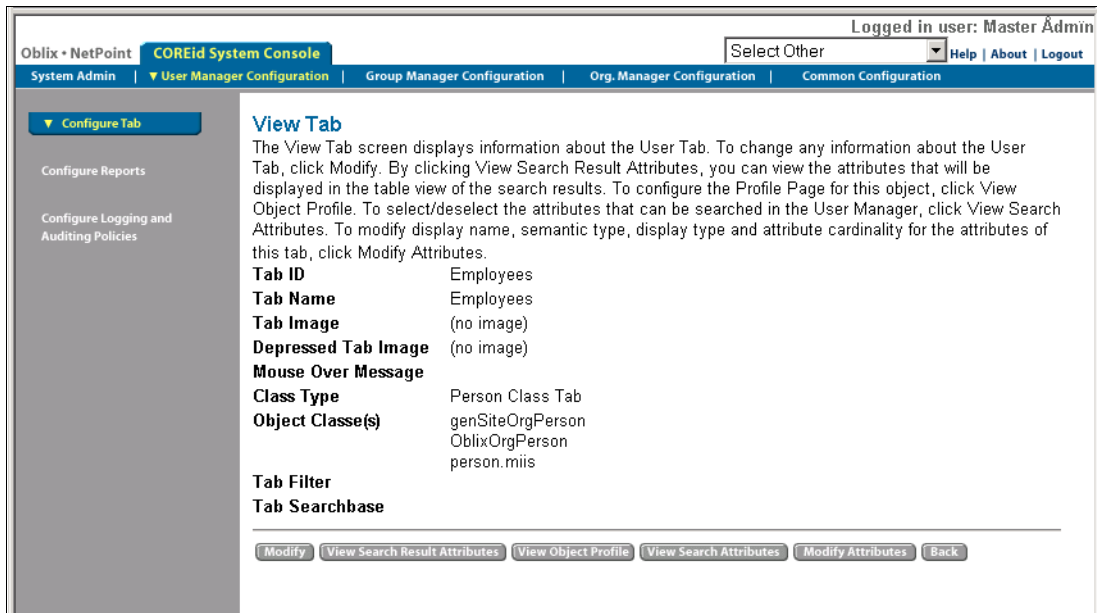 Logged in user: Master Ådmïn
Oblix • NetPoint COREid System Console Select Other Help | About | Logout
System Admin | ▼ User Manager Configuration | Group Manager Configuration | Org. Manager Configuration | Common Configuration
▼ Configure Tab
Configure Reports
Configure Logging and
Auditing Policies
View Tab
The View Tab screen displays information about the User Tab. To change any information about the User
Tab, click Modify. By clicking View Search Result Attributes, you can view the attributes that will be
displayed in the table view of the search results. To configure the Profile Page for this object, click View
Object Profile. To select/deselect the attributes that can be searched in the User Manager, click View Search
Attributes. To modify display name, semantic type, display type and attribute cardinality for the attributes of
this tab, click Modify Attributes.
Tab ID Employees
Tab Name Employees
Tab Image (no image)
Depressed Tab Image (no image)
Mouse Over Message
Class Type Person Class Tab
Object Classe(s) genSiteOrgPerson
OblixOrgPerson
person.miis
Tab Filter
Tab Searchbase
Modify View Search Result Attributes View Object Profile View Search Attributes Modify Attributes Back